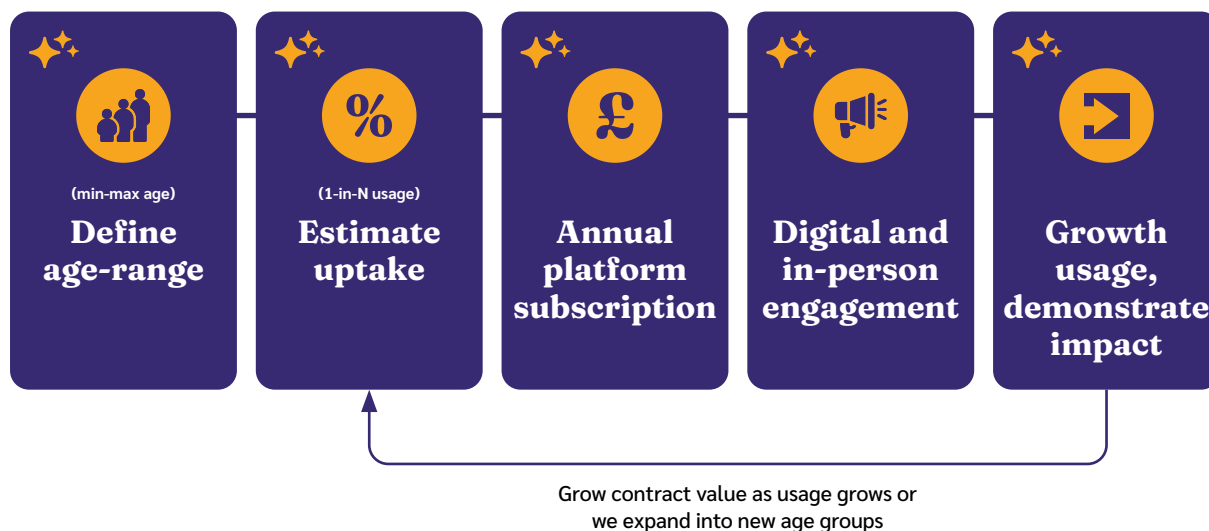 %
£
(min-max age)
Define
age-range
(1-in-N usage)
Estimate
uptake
Annual
platform
subscription
Digital and
in-person
engagement
Growth
usage,
demonstrate
impact
Grow contract value as usage grows or
we expand into new age groups